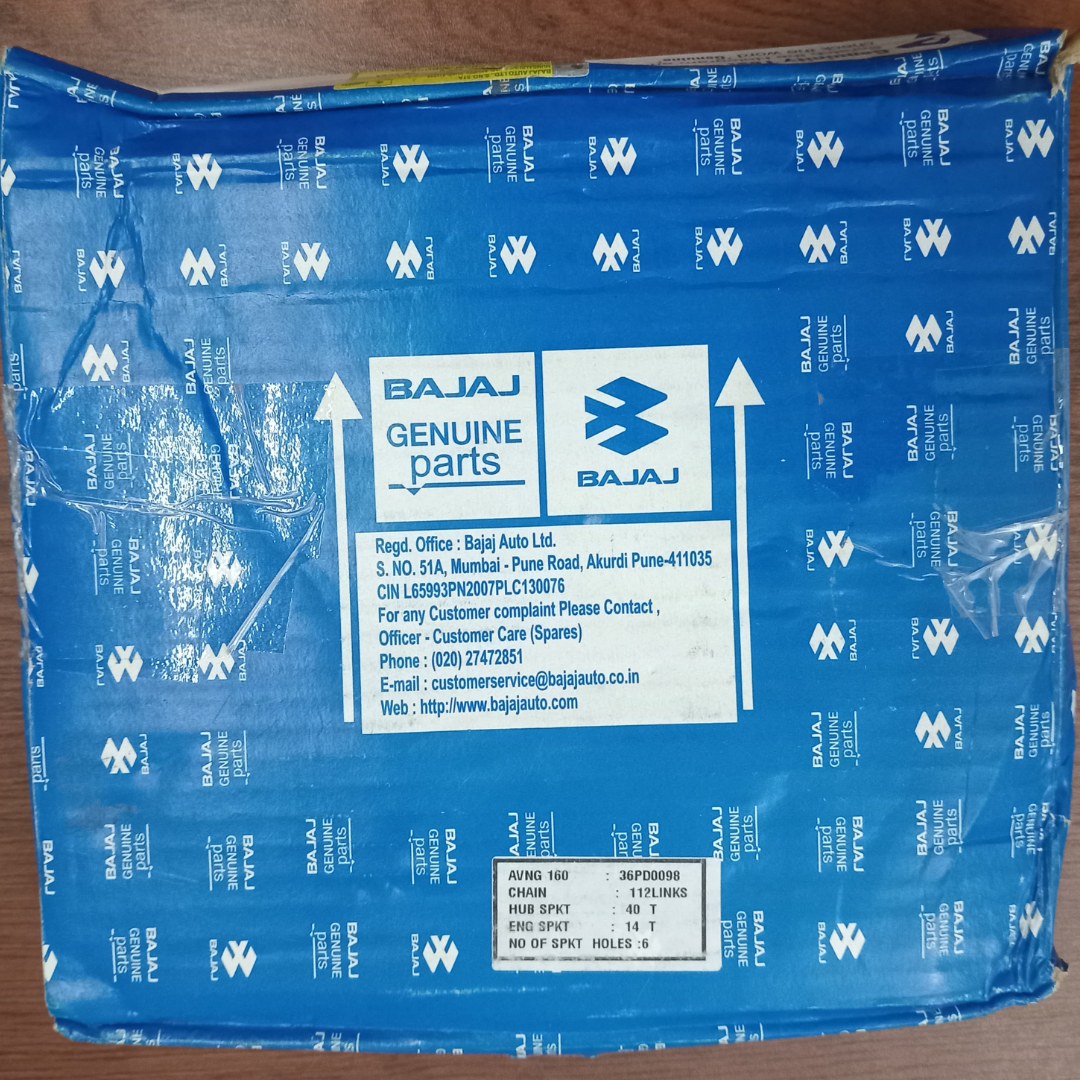 BAJAJ
GENUINE
parts
BAJAJ
Regd. Office : Bajaj Auto Ltd.
S. NO. 51A, Mumbai - Pune Road, Akurdi Pune-411035
CIN L65993PN2007PLC130076
For any Customer complaint Please Contact ,
Officer - Customer Care (Spares)
Phone : (020) 27472851
E-mail : customerservice@bajajauto.co.in
Web : http://www.bajajauto.com
AVNG 160 : 36PD0098
CHAIN : 112LINKS
HUB SPKT : 40 T
ENG SPKT : 14 T
NO OF SPKT HOLES :6